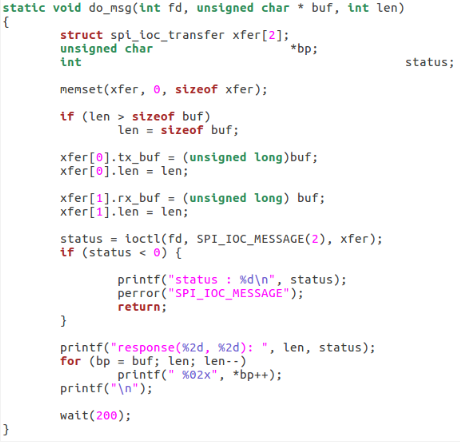 static void do_msg(int fd, unsigned char * buf, int len)
{
struct spi_ioc_transfer xfer[2];
unsigned char *bp;
int status;
memset(xfer, 0, sizeof xfer);
if (len > sizeof buf)
len = sizeof buf;
xfer[0].tx_buf = (unsigned long)buf;
xfer[0].len = len;
xfer[1].rx_buf = (unsigned long) buf;
xfer[1].len = len;
status = ioctl(fd, SPI_IOC_MESSAGE(2), xfer);
if (status < 0) {
printf("status : %d\n", status);
perror("SPI_IOC_MESSAGE");
return;
}
printf("response(%2d, %2d): ", len, status);
for (bp = buf; len; len--)
printf(" %02x", *bp++);
printf("\n");
wait(200);
}